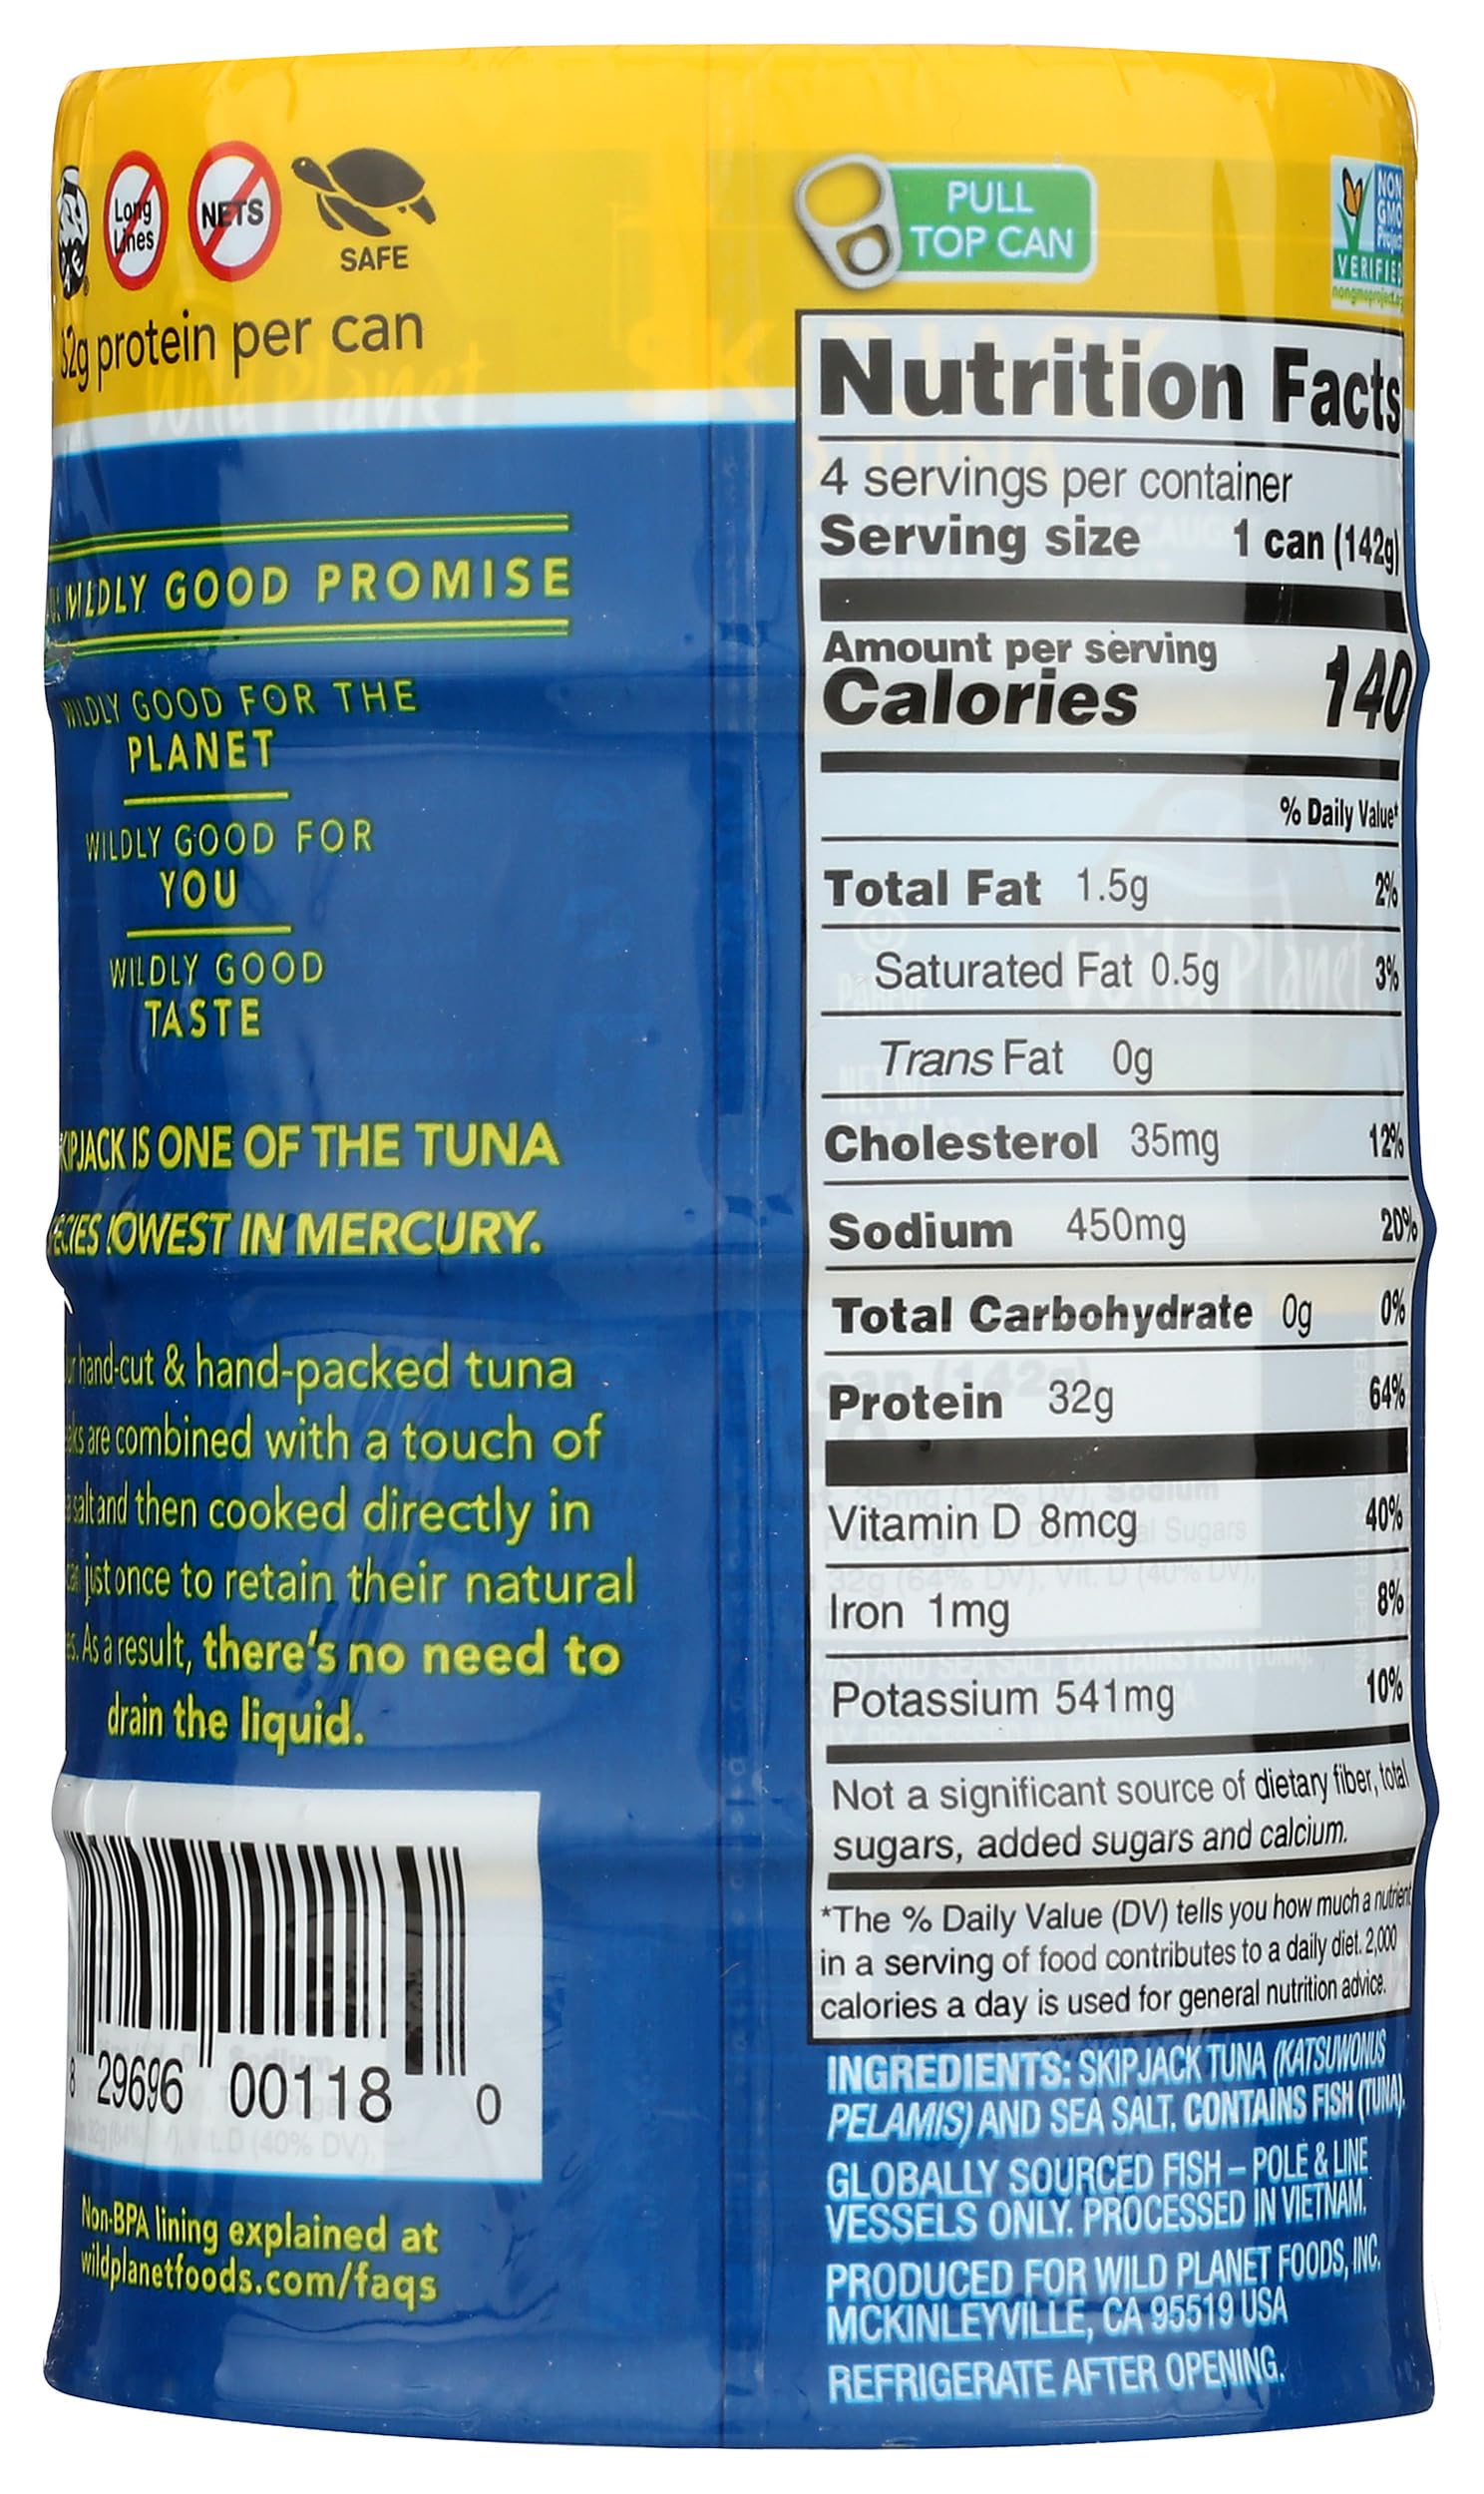 Long
Lines
NETS
SAFE
32g protein per can
WILDLY GOOD PROMISE
WILDLY GOOD FOR THE
PLANET
WILDLY GOOD FOR
YOU
WILDLY GOOD
TASTE
SKIPJACK IS ONE OF THE TUNA
LOWEST IN MERCURY.
hand-cut & hand-packed tuna
are combined with a touch of
salt and then cooked directly in
just once to retain their natural
As a result, there's no need to
drain the liquid.
8 29696 00118 0
Non-BPA lining explained at
wildplanetfoods.com/faqs
PULL
TOP CAN
NON
GMO
Project
VERIFIED
nongmoproject.org
Nutrition Facts
4 servings per container
Serving size 1 can (142g)
Amount per serving
Calories 140
% Daily Value*
Total Fat 1.5g 2%
Saturated Fat 0.5g 3%
Trans Fat 0g
Cholesterol 35mg 12%
Sodium 450mg 20%
Total Carbohydrate 0g 0%
Protein 32g 64%
Vitamin D 8mcg 40%
Iron 1mg 8%
Potassium 541mg 10%
Not a significant source of dietary fiber, total
sugars, added sugars and calcium.
*The % Daily Value (DV) tells you how much a nutrient
in a serving of food contributes to a daily diet. 2,000
calories a day is used for general nutrition advice.
INGREDIENTS: SKIPJACK TUNA (KATSUWONUS
PELAMIS) AND SEA SALT. CONTAINS FISH (TUNA).
GLOBALLY SOURCED FISH – POLE & LINE
VESSELS ONLY. PROCESSED IN VIETNAM.
PRODUCED FOR WILD PLANET FOODS, INC.
MCKINLEYVILLE, CA 95519 USA
REFRIGERATE AFTER OPENING.